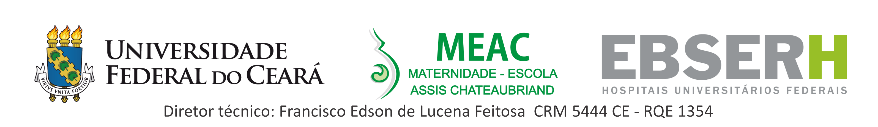 UNIVERSIDADE
FEDERAL DO CEARÁ
MEAC
MATERNIDADE - ESCOLA
ASSIS CHATEAUBRIAND
EBSERH
HOSPITAIS UNIVERSITÁRIOS FEDERAIS
Diretor técnico: Francisco Edson de Lucena Feitosa CRM 5444 CE - RQE 1354